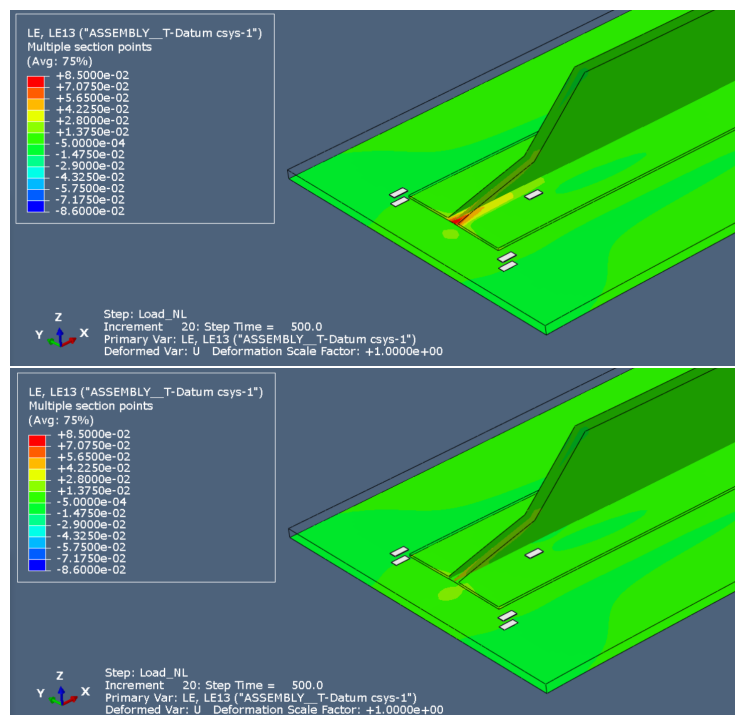 LE, LE13 ("ASSEMBLY__T-Datum csys-1")
Multiple section points
(Avg: 75%)
+8.5000e-02
+7.0750e-02
+5.6500e-02
+4.2250e-02
+2.8000e-02
+1.3750e-02
-5.0000e-04
-1.4750e-02
-2.9000e-02
-4.3250e-02
-5.7500e-02
-7.1750e-02
-8.6000e-02
Z
Y X
Step: Load_NL
Increment 20: Step Time = 500.0
Primary Var: LE, LE13 ("ASSEMBLY__T-Datum csys-1")
Deformed Var: U Deformation Scale Factor: +1.0000e+00
LE, LE13 ("ASSEMBLY__T-Datum csys-1")
Multiple section points
(Avg: 75%)
+8.5000e-02
+7.0750e-02
+5.6500e-02
+4.2250e-02
+2.8000e-02
+1.3750e-02
-5.0000e-04
-1.4750e-02
-2.9000e-02
-4.3250e-02
-5.7500e-02
-7.1750e-02
-8.6000e-02
Z
Y X
Step: Load_NL
Increment 20: Step Time = 500.0
Primary Var: LE, LE13 ("ASSEMBLY__T-Datum csys-1")
Deformed Var: U Deformation Scale Factor: +1.0000e+00